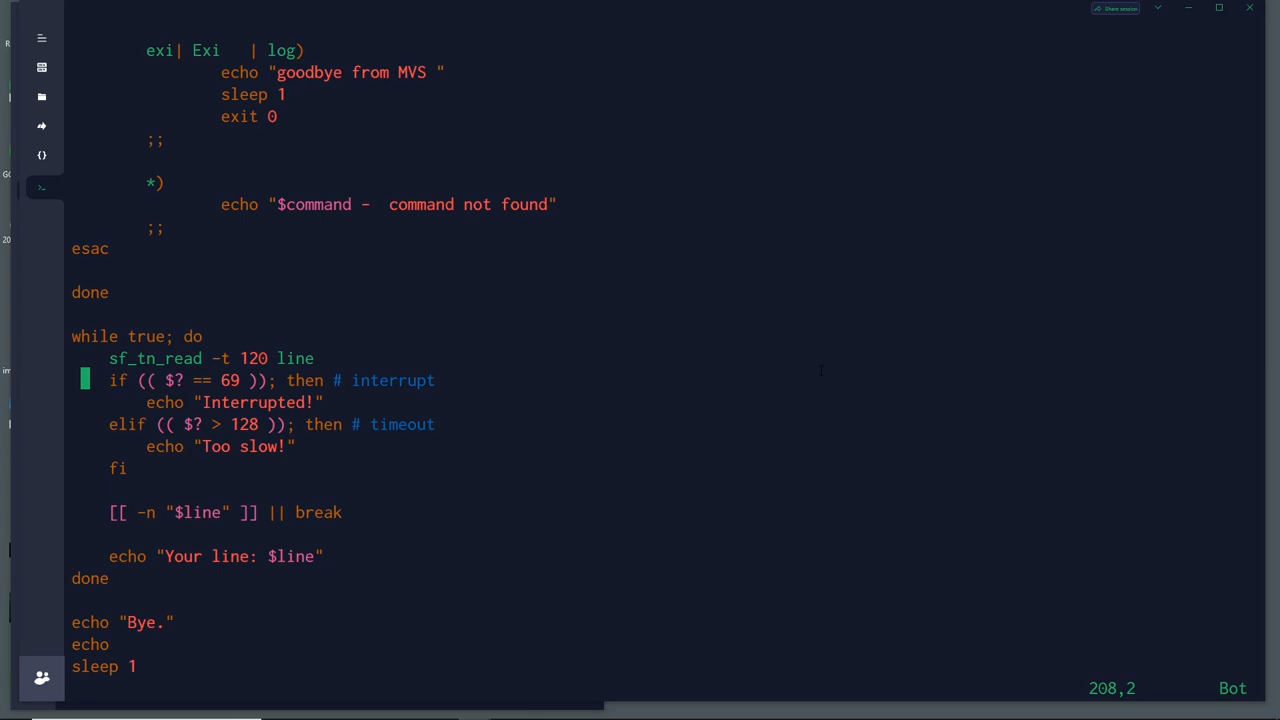 Share session
exi| Exi   | log)
echo "goodbye from MVS "
sleep 1
exit 0
;;
*)
echo "$command -  command not found"
;;
esac
done
while true; do
sf_tn_read -t 120 line
if (( $? == 69 )); then # interrupt
echo "Interrupted!"
elif (( $? > 128 )); then # timeout
echo "Too slow!"
fi
[[ -n "$line" ]] || break
echo "Your line: $line"
done
echo "Bye."
echo
sleep 1
208,2 Bot